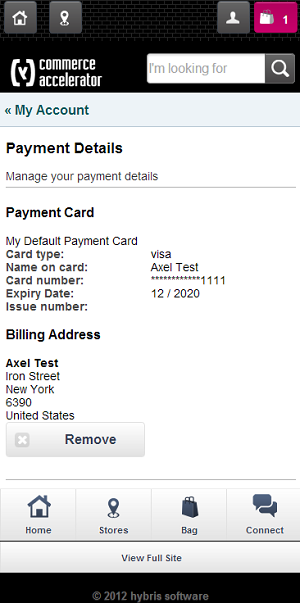 1
commerce
accelerator
I'm looking for
« My Account
Payment Details
Manage your payment details
Payment Card
My Default Payment Card
Card type: visa
Name on card: Axel Test
Card number: ************1111
Expiry Date: 12 / 2020
Issue number:
Billing Address
Axel Test
Iron Street
New York
6390
United States
Remove
Home Stores Bag Connect
View Full Site
© 2012 hybris software